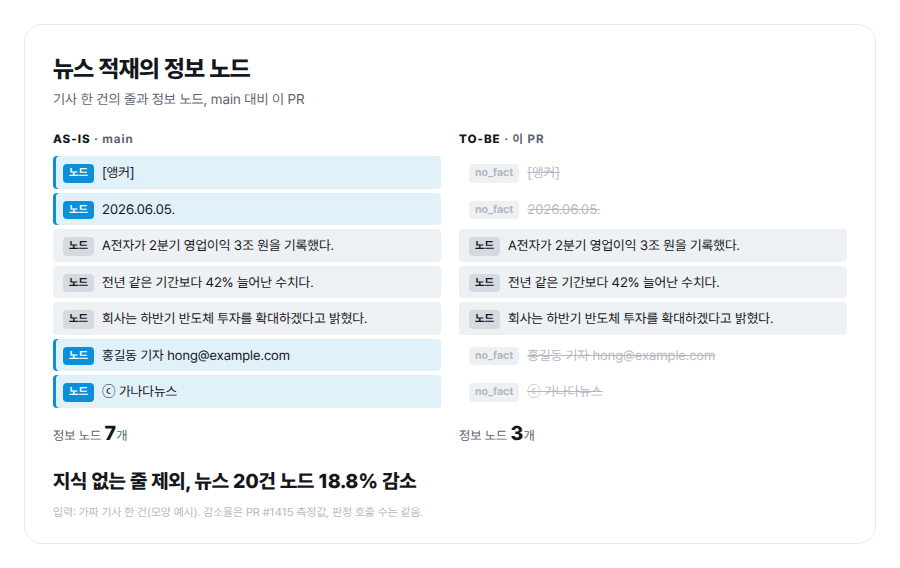 뉴스 적재의 정보 노드
기사 한 건의 줄과 정보 노드, main 대비 이 PR
AS-IS · main
노드 [앵커]
노드 2026.06.05.
노드 A전자가 2분기 영업이익 3조 원을 기록했다.
노드 전년 같은 기간보다 42% 늘어난 수치다.
노드 회사는 하반기 반도체 투자를 확대하겠다고 밝혔다.
노드 홍길동 기자 hong@example.com
노드 ⓒ 가나다뉴스
정보 노드 7개
TO-BE · 이 PR
no_fact [앵커]
no_fact 2026.06.05.
노드 A전자가 2분기 영업이익 3조 원을 기록했다.
노드 전년 같은 기간보다 42% 늘어난 수치다.
노드 회사는 하반기 반도체 투자를 확대하겠다고 밝혔다.
no_fact 홍길동 기자 hong@example.com
no_fact ⓒ 가나다뉴스
정보 노드 3개
지식 없는 줄 제외, 뉴스 20건 노드 18.8% 감소
입력: 가짜 기사 한 건(모양 예시). 감소율은 PR #1415 측정값, 판정 호출 수는 같음.